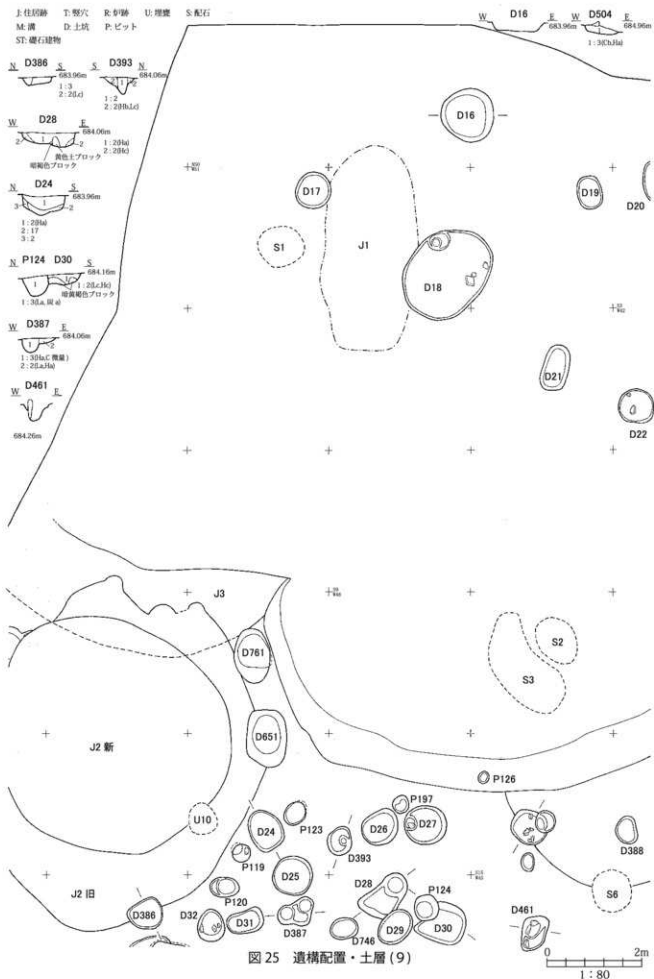 J: 住居跡 T: 竪穴 R: 炉跡 U: 埋甕 S: 配石
M: 溝 D: 土坑 P: ピット
ST: 礎石建物
N D386 S
683.96m
1 : 3
2 : 2(Lc)
S D393 N
684.06m
1 : 2
2 : 2(Hb,Lc)
W D28 E
684.06m
黄色土ブロック
暗褐色ブロック
1 : 2(Ha)
2 : 2(Hc)
N D24 S
683.96m
1 : 2(Ha)
2 : 17
3 : 2
N P124 D30 S
684.16m
1 : 2(Lc,Hc)
暗黄褐色ブロック
W D387 E
684.06m
1 : 3(Ha,C 微量)
2 : 2(La,Ha)
W D461 E
684.26m
W D16 E
683.96m
W D504 E
684.96m
1 : 3(Cb,Ha)
D16
D17
D19
D20
S1
J1
D18
D21
D22
J3
D761
S2
S3
D651
J2 新
P126
U10
D24
P123
P197
D26
D27
D393
D388
P119
D25
D28
P124
S6
P120
J2 旧
D386
D32
D31
D387
D746
D29
D30
D461
図 25 遺構配置・土層 (9)
0 2m
1 : 80